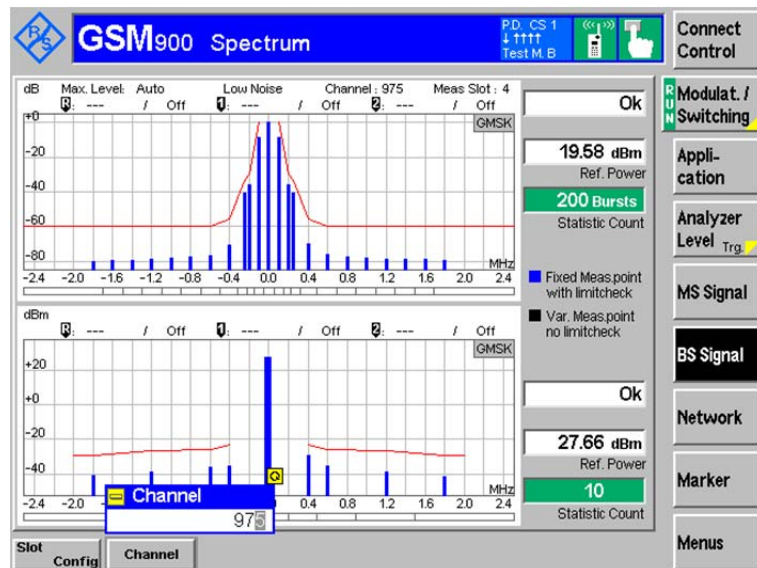 R&S
GSM900 Spectrum
P.D. CS 1
↓↑↑↑↑
Test M. B
Connect
Control
dB Max. Level: Auto Low Noise Channel : 975 Meas Slot : 4
R: --- / Off 1: --- / Off 2: --- / Off
GMSK
+0
-20
-40
-60
-80
MHz
-2.4 -2.0 -1.6 -1.2 -0.8 -0.4 0.0 0.4 0.8 1.2 1.6 2.0 2.4
Ok
19.58 dBm
Ref. Power
200 Bursts
Statistic Count
Fixed Meas.point
with limitcheck
Var. Meas.point
no limitcheck
dBm
R: --- / Off 1: --- / Off 2: --- / Off
GMSK
+20
+0
-20
-40
Q
MHz
-2.4 -2.0 0.4 0.8 1.2 1.6 2.0 2.4
Channel
975
Ok
27.66 dBm
Ref. Power
10
Statistic Count
RUN
Modulat. /
Switching
Appli-
cation
Analyzer
Level Trg.
MS Signal
BS Signal
Network
Marker
Menus
Slot
Config
Channel